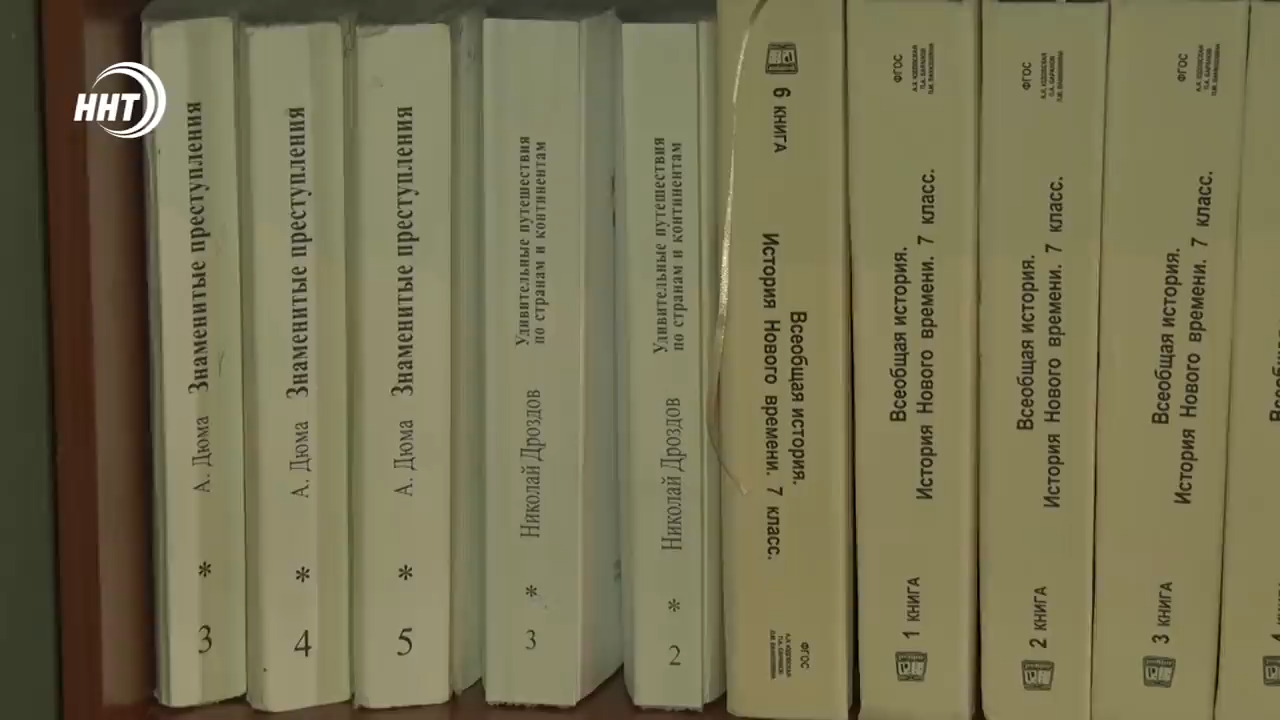 ННТ
3 * А. Дюма Знаменитые преступления
4 * А. Дюма Знаменитые преступления
5 * А. Дюма Знаменитые преступления
3 * Николай Дроздов Удивительные путешествия
по странам и континентам
2 * Николай Дроздов Удивительные путешествия
по странам и континентам
6 КНИГА
Всеобщая история.
История Нового времени. 7 класс.
ФГОС
1 КНИГА
Всеобщая история.
История Нового времени. 7 класс.
ФГОС
2 КНИГА
Всеобщая история.
История Нового времени. 7 класс.
ФГОС
3 КНИГА
Всеобщая история.
История Нового времени. 7 класс.
ФГОС